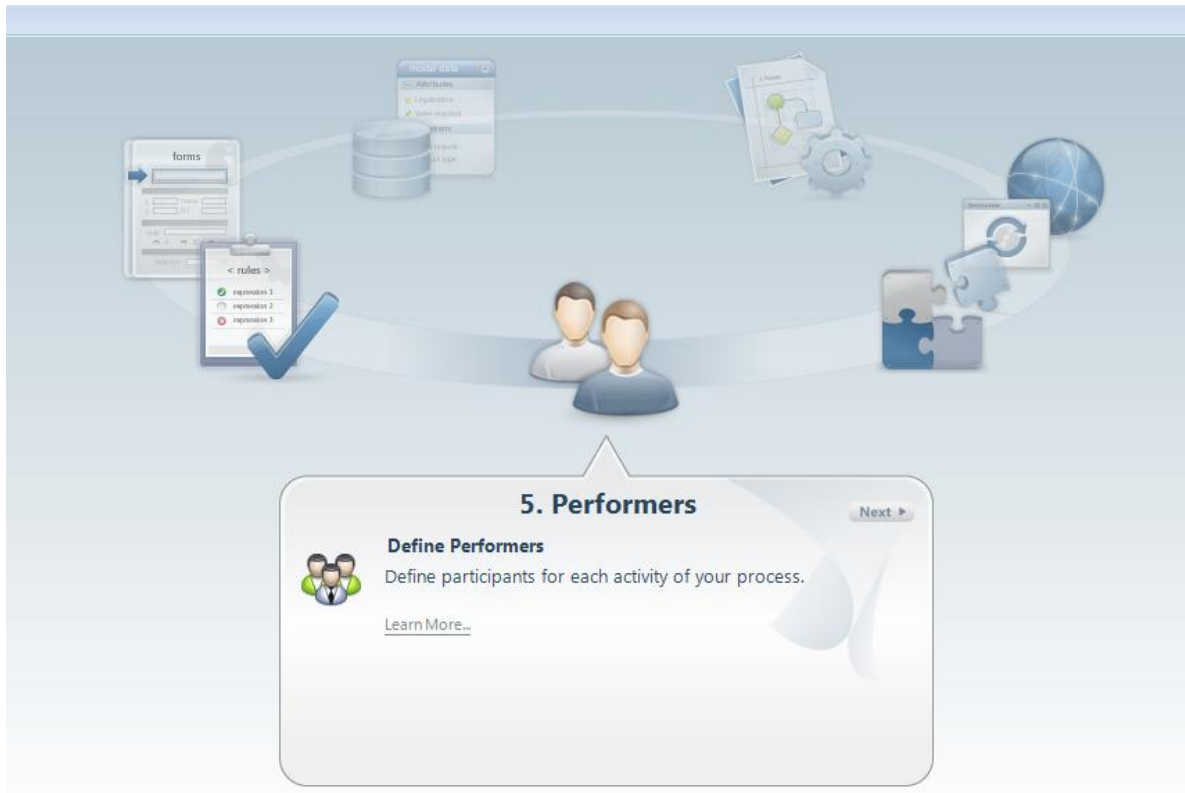 model data
Attributes
forms
< rules >
expression 1
expression 2
expression 3
5. Performers
Next
Define Performers
Define participants for each activity of your process.
Learn More...